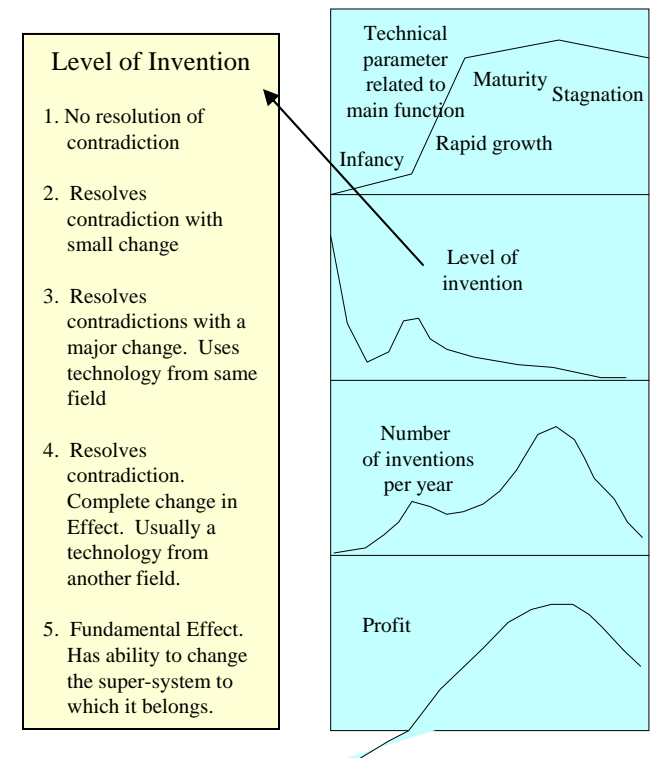 Level of Invention
1. No resolution of
contradiction
2. Resolves
contradiction with
small change
3. Resolves
contradictions with a
major change. Uses
technology from same
field
4. Resolves
contradiction.
Complete change in
Effect. Usually a
technology from
another field.
5. Fundamental Effect.
Has ability to change
the super-system to
which it belongs.
Technical
parameter
related to
main function
Maturity
Stagnation
Rapid growth
Infancy
Level of
invention
Number
of inventions
per year
Profit